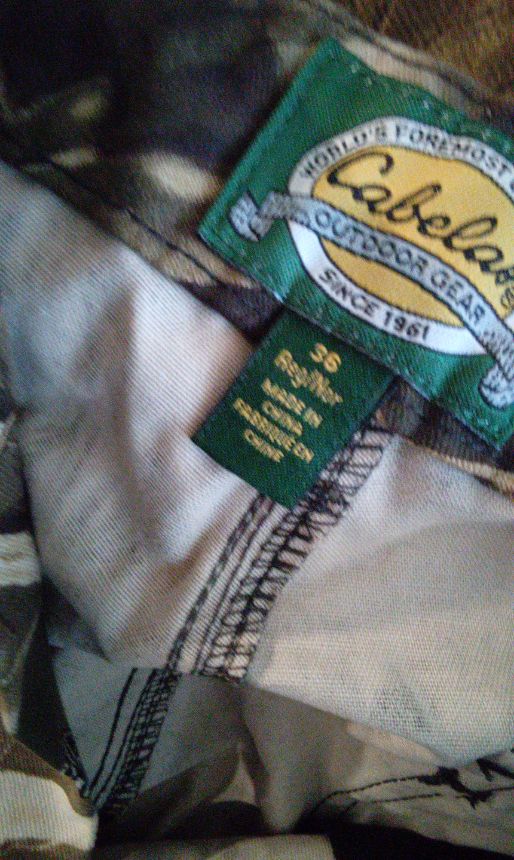 WORLD'S FOREMOST
Cabela's
OUTDOOR GEAR
SINCE 1961
36
Reg/Nor
MADE IN
CHINA
FABRIQUÉ EN
CHINE